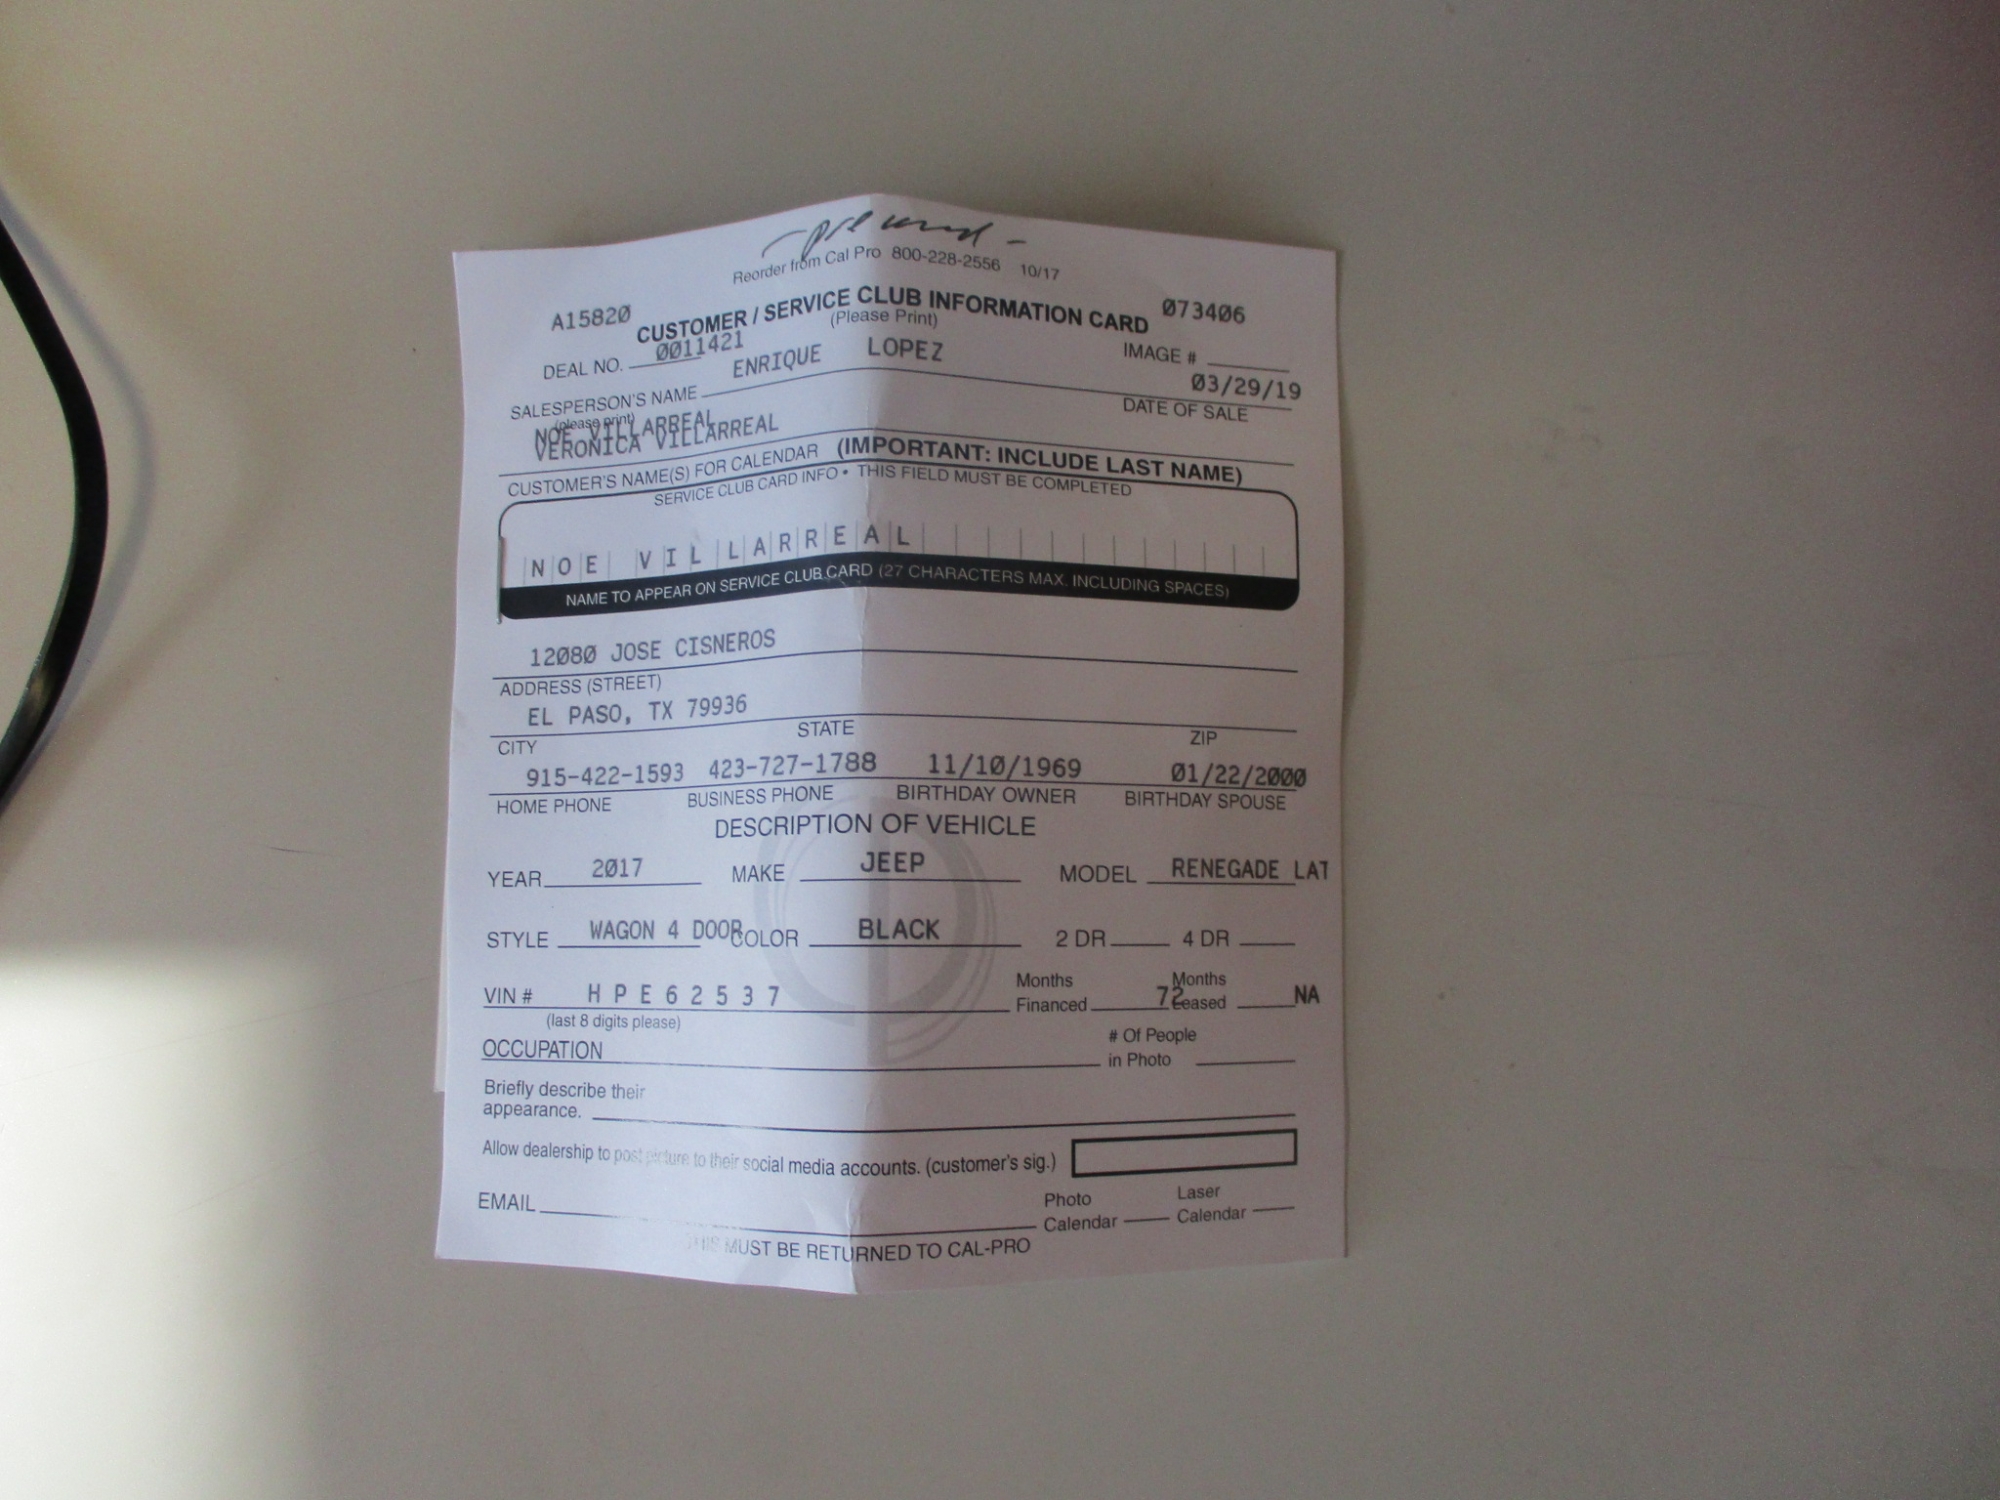 Reorder from Cal Pro 800-228-2556 10/17
A15820 073406
CUSTOMER / SERVICE CLUB INFORMATION CARD
(Please Print)
DEAL NO. 0011421 IMAGE #
SALESPERSON'S NAME ENRIQUE LOPEZ 03/29/19
(please print) DATE OF SALE
NOE VILLARREAL
VERONICA VILLARREAL
CUSTOMER'S NAME(S) FOR CALENDAR (IMPORTANT: INCLUDE LAST NAME)
SERVICE CLUB CARD INFO • THIS FIELD MUST BE COMPLETED
NOE VILLARREAL
NAME TO APPEAR ON SERVICE CLUB CARD (27 CHARACTERS MAX. INCLUDING SPACES)
12080 JOSE CISNEROS
ADDRESS (STREET)
EL PASO, TX 79936
CITY STATE ZIP
915-422-1593 423-727-1788 11/10/1969 01/22/2000
HOME PHONE BUSINESS PHONE BIRTHDAY OWNER BIRTHDAY SPOUSE
DESCRIPTION OF VEHICLE
YEAR 2017 MAKE JEEP MODEL RENEGADE LAT
STYLE WAGON 4 DOOR COLOR BLACK 2 DR 4 DR
VIN # HPE62537 Months Financed 72 Months Leased NA
(last 8 digits please)
OCCUPATION # Of People in Photo
Briefly describe their
appearance.
Allow dealership to post picture to their social media accounts. (customer's sig.)
EMAIL Photo Calendar Laser Calendar
THIS MUST BE RETURNED TO CAL-PRO